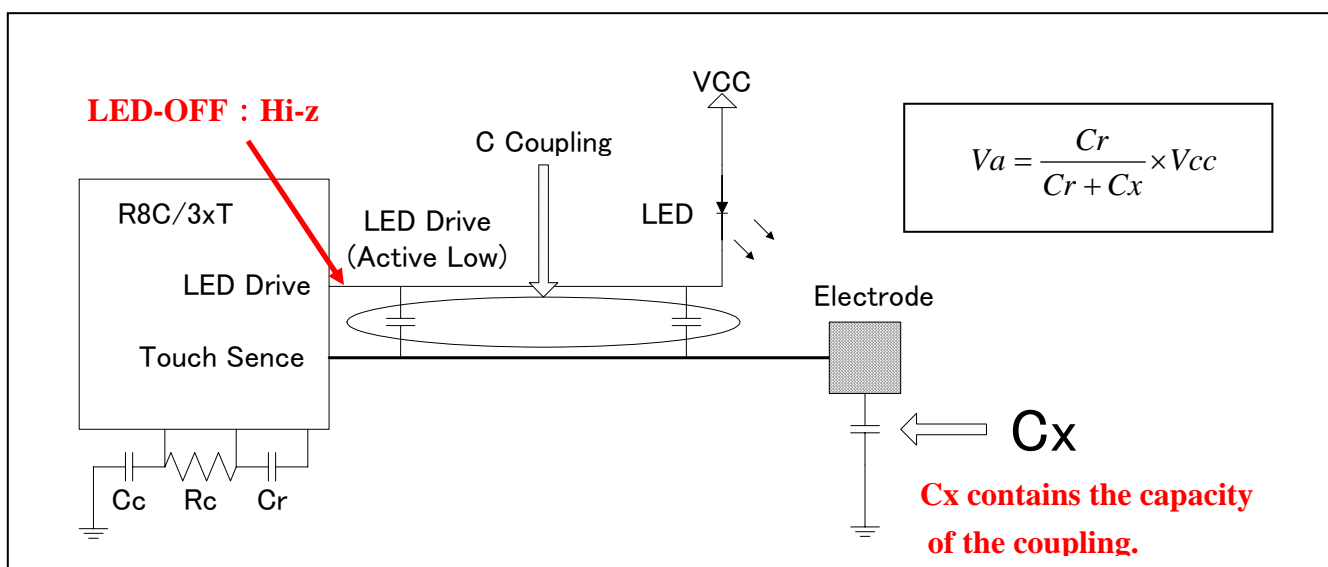 LED-OFF : Hi-z
VCC
C Coupling
R8C/3xT
LED Drive
(Active Low)
LED
Va = Cr / (Cr + Cx) × Vcc
LED Drive
Touch Sence
Electrode
Cx
Cc
Rc
Cr
Cx contains the capacity
of the coupling.